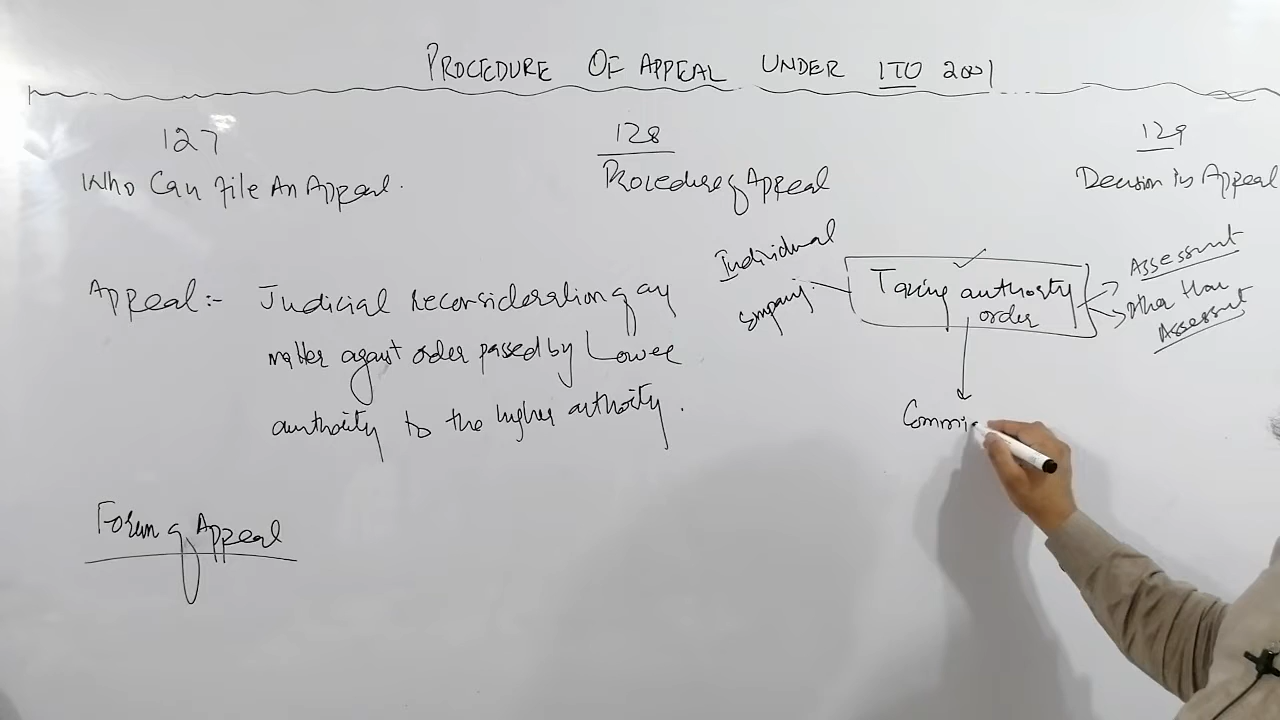 PROCEDURE OF APPEAL UNDER ITO 2001
127
Who Can File An Appeal.
128
Procedure of Appeal
129
Decision in Appeal
Appeal:- Judicial Reconsideration of any
matter against order passed by Lower
authority to the higher authority.
Individual
Company
Taxing authority
order
Assessment
Other than
Assessment
Commi
Forum of Appeal